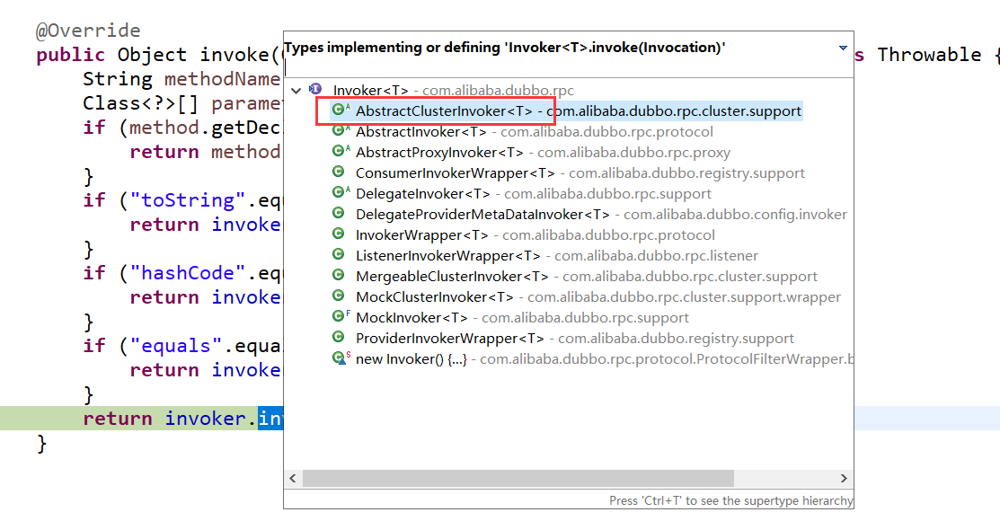 @Override
public Object invoke(
s Throwable {
String methodName
Class<?>[] paramet
if (method.getDec
return method
}
if ("toString".equ
return invoke
}
if ("hashCode".equ
return invoke
}
if ("equals".equal
return invoke
}
return invoker.inv
}
Types implementing or defining 'Invoker<T>.invoke(Invocation)'
Invoker<T> - com.alibaba.dubbo.rpc
AbstractClusterInvoker<T> - com.alibaba.dubbo.rpc.cluster.support
AbstractInvoker<T> - com.alibaba.dubbo.rpc.protocol
AbstractProxyInvoker<T> - com.alibaba.dubbo.rpc.proxy
ConsumerInvokerWrapper<T> - com.alibaba.dubbo.registry.support
DelegateInvoker<T> - com.alibaba.dubbo.rpc.support
DelegateProviderMetaDataInvoker<T> - com.alibaba.dubbo.config.invoker
InvokerWrapper<T> - com.alibaba.dubbo.rpc.protocol
ListenerInvokerWrapper<T> - com.alibaba.dubbo.rpc.listener
MergeableClusterInvoker<T> - com.alibaba.dubbo.rpc.cluster.support
MockClusterInvoker<T> - com.alibaba.dubbo.rpc.cluster.support.wrapper
MockInvoker<T> - com.alibaba.dubbo.rpc.support
ProviderInvokerWrapper<T> - com.alibaba.dubbo.registry.support
new Invoker() {...} - com.alibaba.dubbo.rpc.protocol.ProtocolFilterWrapper.b
Press 'Ctrl+T' to see the supertype hierarchy